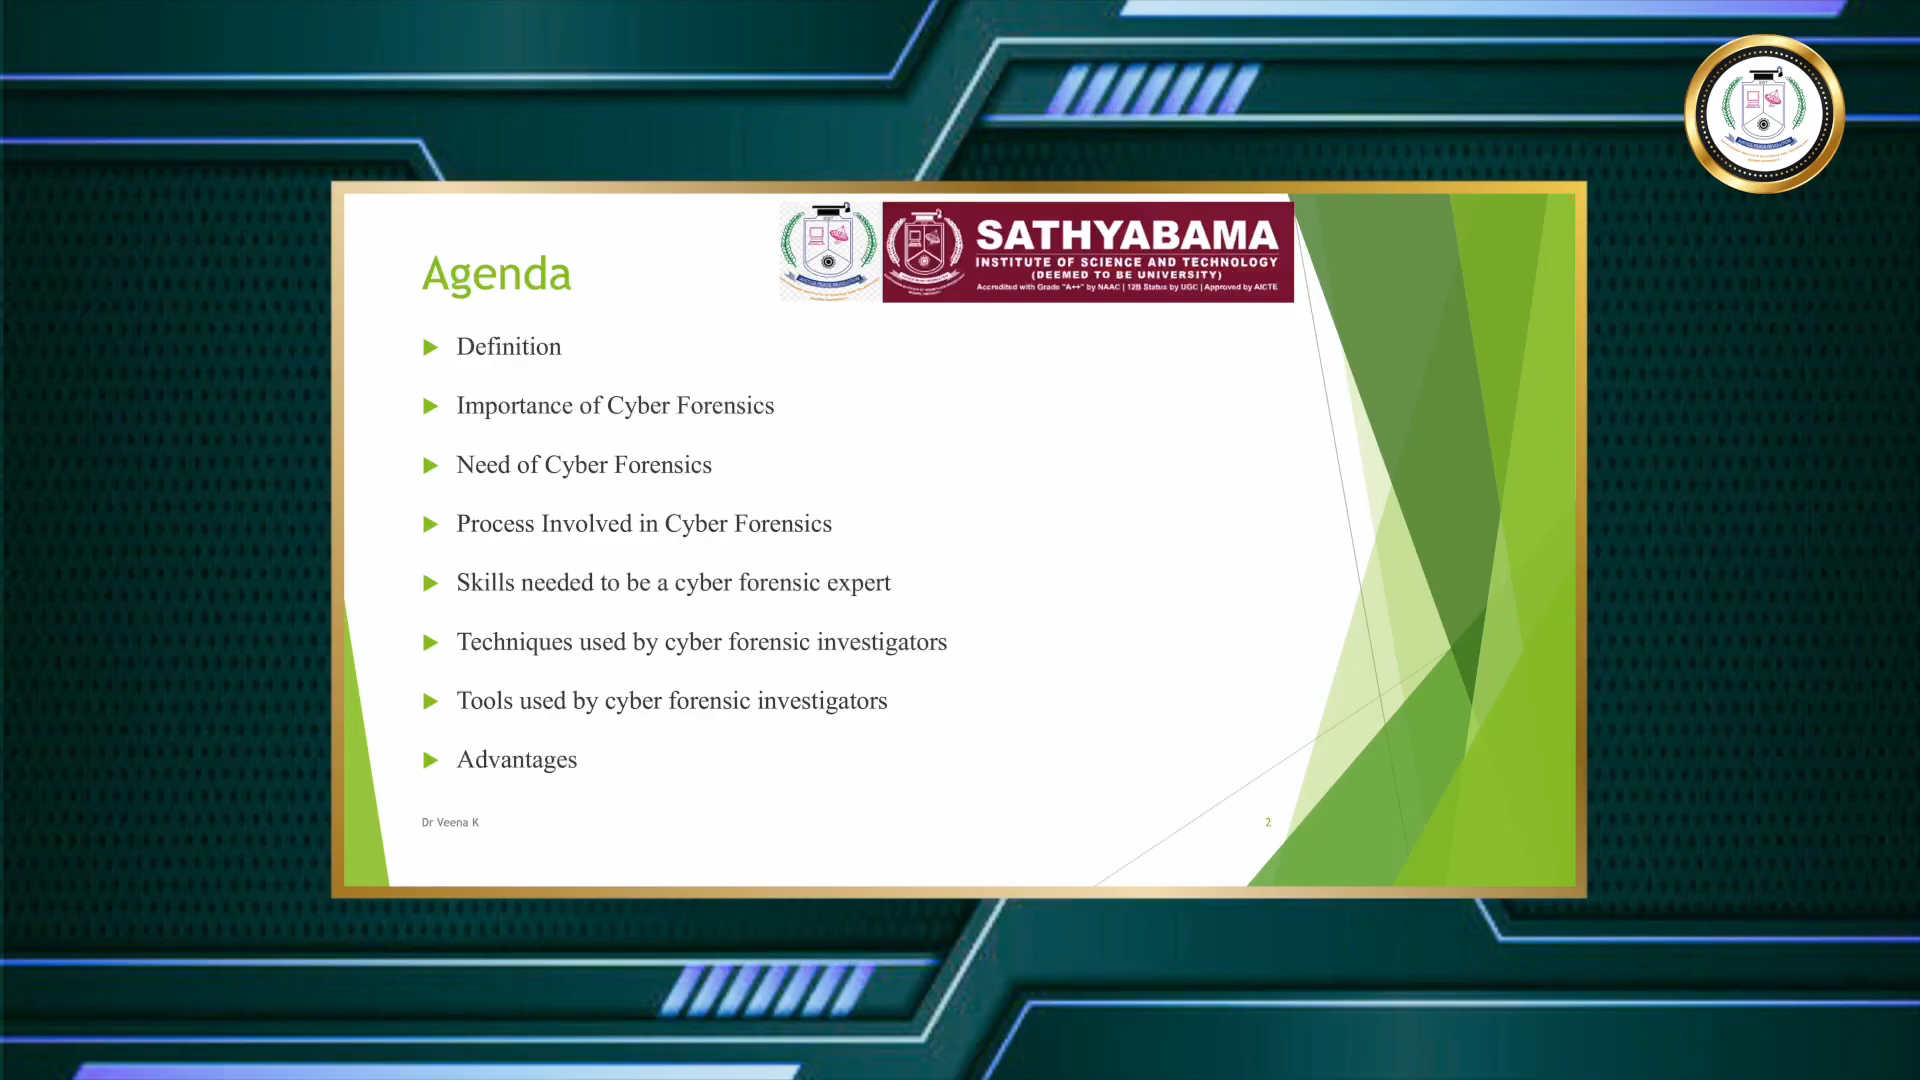 SATHYABAMA
INSTITUTE OF SCIENCE AND TECHNOLOGY
(DEEMED TO BE UNIVERSITY)
Accredited with Grade "A++" by NAAC | 12B Status by UGC | Approved by AICTE
Agenda
Definition
Importance of Cyber Forensics
Need of Cyber Forensics
Process Involved in Cyber Forensics
Skills needed to be a cyber forensic expert
Techniques used by cyber forensic investigators
Tools used by cyber forensic investigators
Advantages
Dr Veena K
2